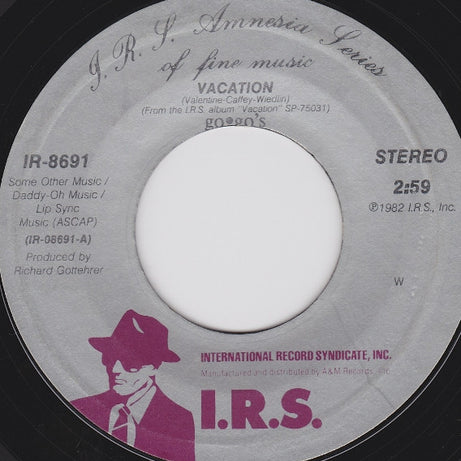 I.R.S. Amnesia Series
of fine music
VACATION
(Valentine-Caffey-Wiedlin)
(From the I.R.S. album "Vacation" SP-75031)
go•go's
IR-8691
Some Other Music /
Daddy-Oh Music /
Lip Sync
Music (ASCAP)
(IR-08691-A)
Produced by
Richard Gottehrer
STEREO
2:59
℗1982 I.R.S., Inc.
W
INTERNATIONAL RECORD SYNDICATE, INC.
Manufactured and distributed by A&M Records, Inc.
I.R.S.